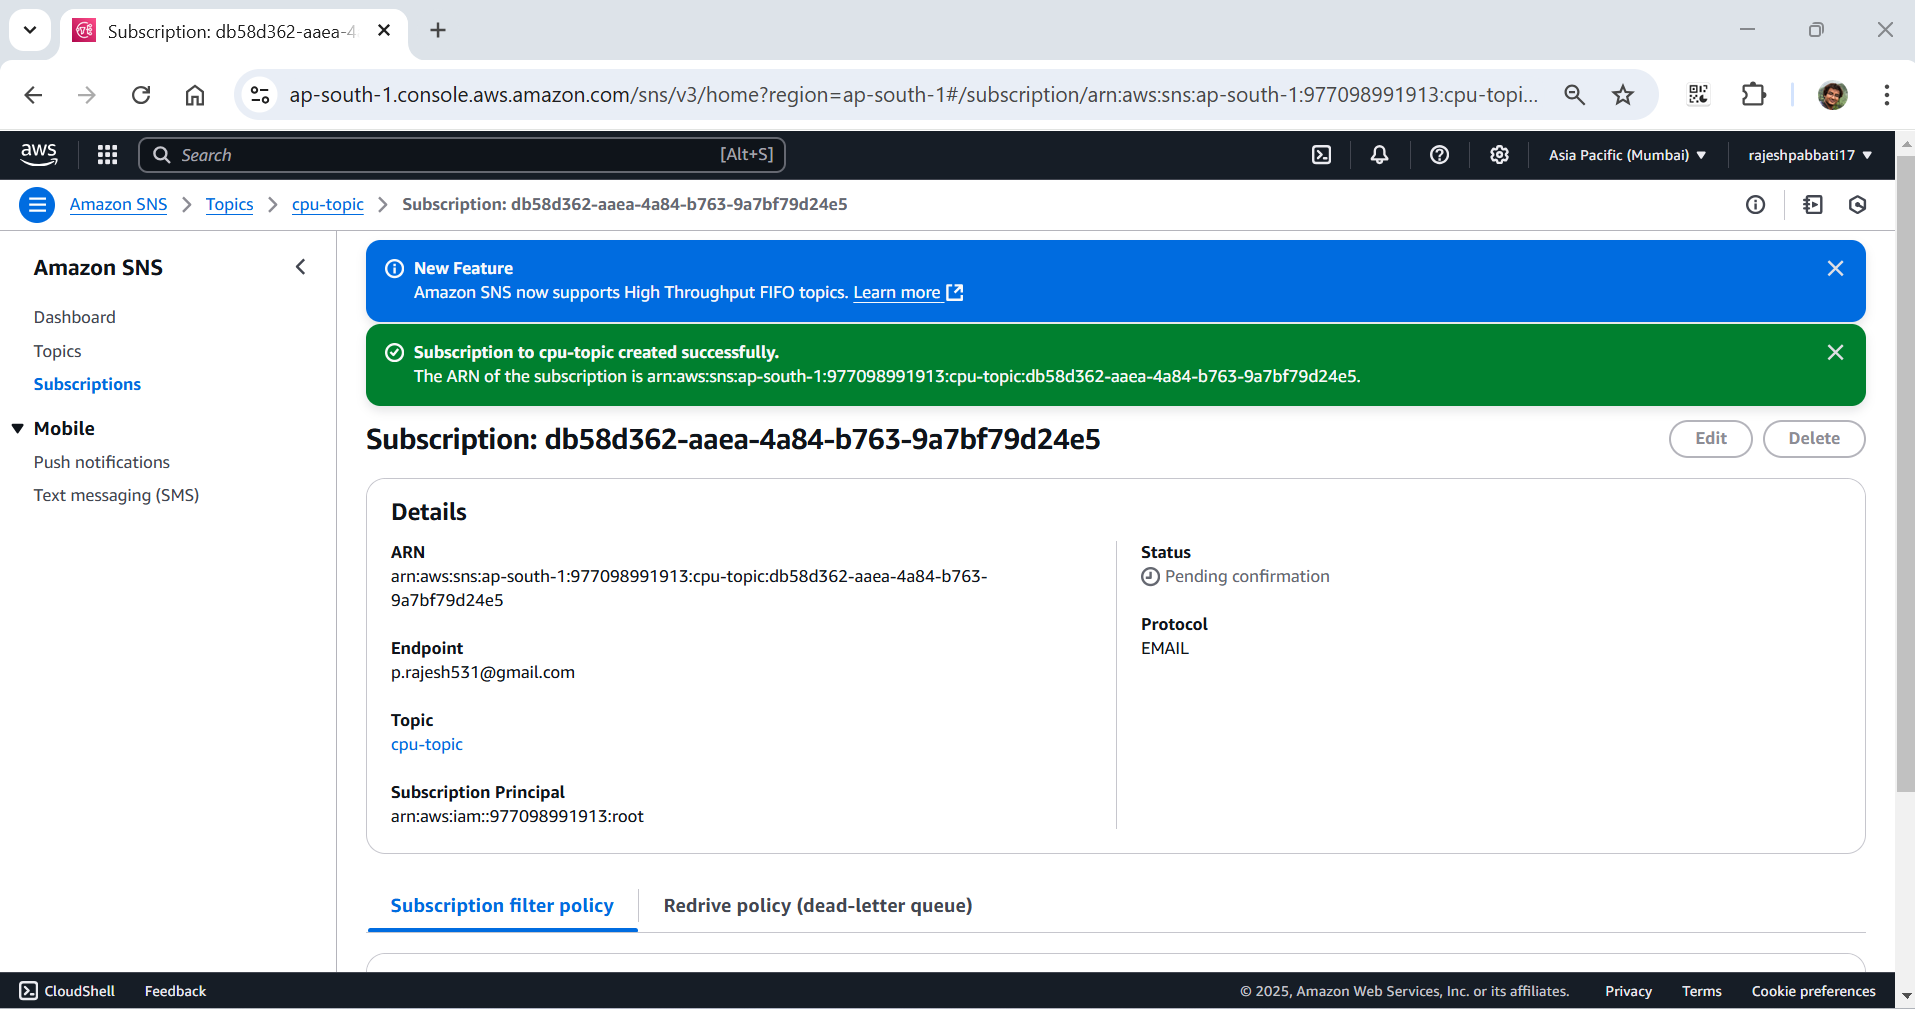 Subscription: db58d362-aaea-4
ap-south-1.console.aws.amazon.com/sns/v3/home?region=ap-south-1#/subscription/arn:aws:sns:ap-south-1:977098991913:cpu-topi...
aws
Search
[Alt+S]
Asia Pacific (Mumbai)
rajeshpabbati17
Amazon SNS
Topics
cpu-topic
Subscription: db58d362-aaea-4a84-b763-9a7bf79d24e5
Amazon SNS
Dashboard
Topics
Subscriptions
Mobile
Push notifications
Text messaging (SMS)
New Feature
Amazon SNS now supports High Throughput FIFO topics. Learn more
Subscription to cpu-topic created successfully.
The ARN of the subscription is arn:aws:sns:ap-south-1:977098991913:cpu-topic:db58d362-aaea-4a84-b763-9a7bf79d24e5.
Subscription: db58d362-aaea-4a84-b763-9a7bf79d24e5
Edit
Delete
Details
ARN
arn:aws:sns:ap-south-1:977098991913:cpu-topic:db58d362-aaea-4a84-b763-
9a7bf79d24e5
Endpoint
p.rajesh531@gmail.com
Topic
cpu-topic
Subscription Principal
arn:aws:iam::977098991913:root
Status
Pending confirmation
Protocol
EMAIL
Subscription filter policy
Redrive policy (dead-letter queue)
CloudShell
Feedback
© 2025, Amazon Web Services, Inc. or its affiliates.
Privacy
Terms
Cookie preferences